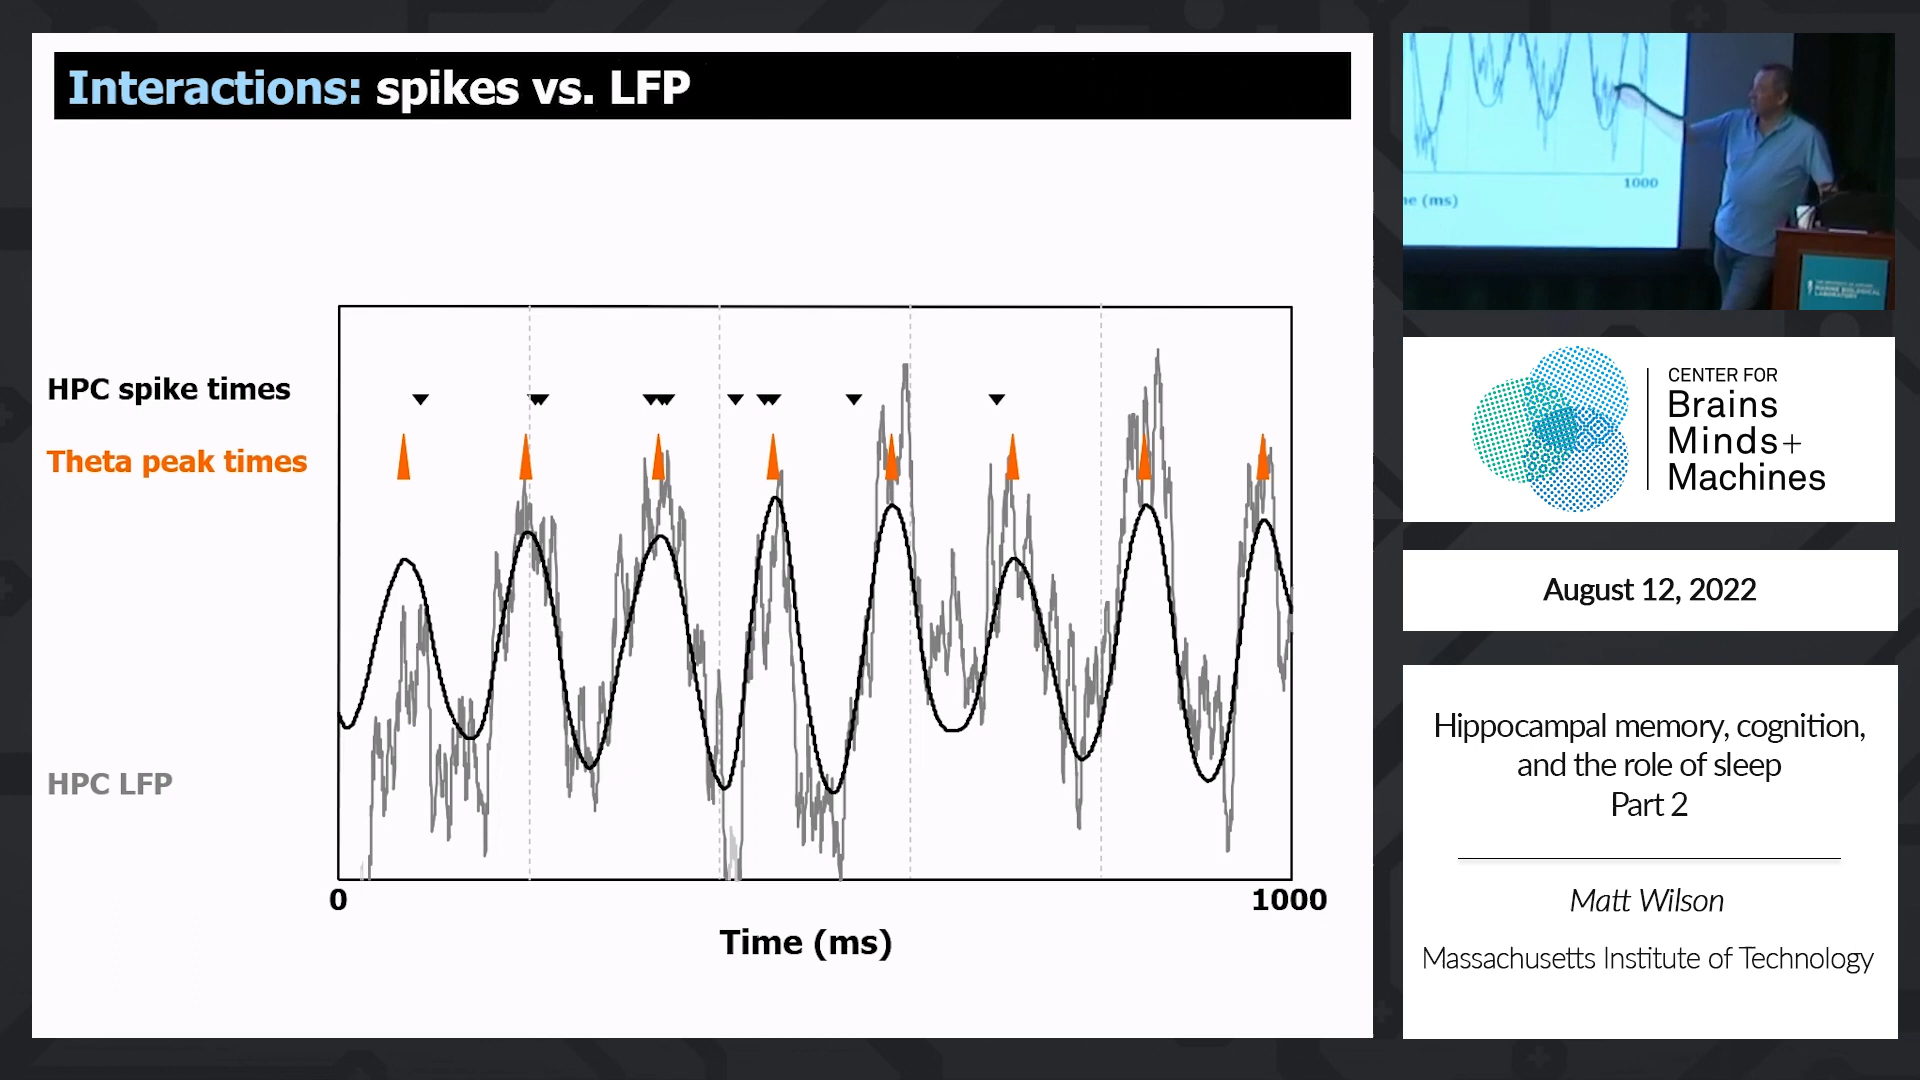 Interactions: spikes vs. LFP
HPC spike times
Theta peak times
HPC LFP
0
1000
Time (ms)
1000
ne (ms)
CENTER FOR
Brains
Minds+
Machines
August 12, 2022
Hippocampal memory, cognition,
and the role of sleep
Part 2
Matt Wilson
Massachusetts Institute of Technology